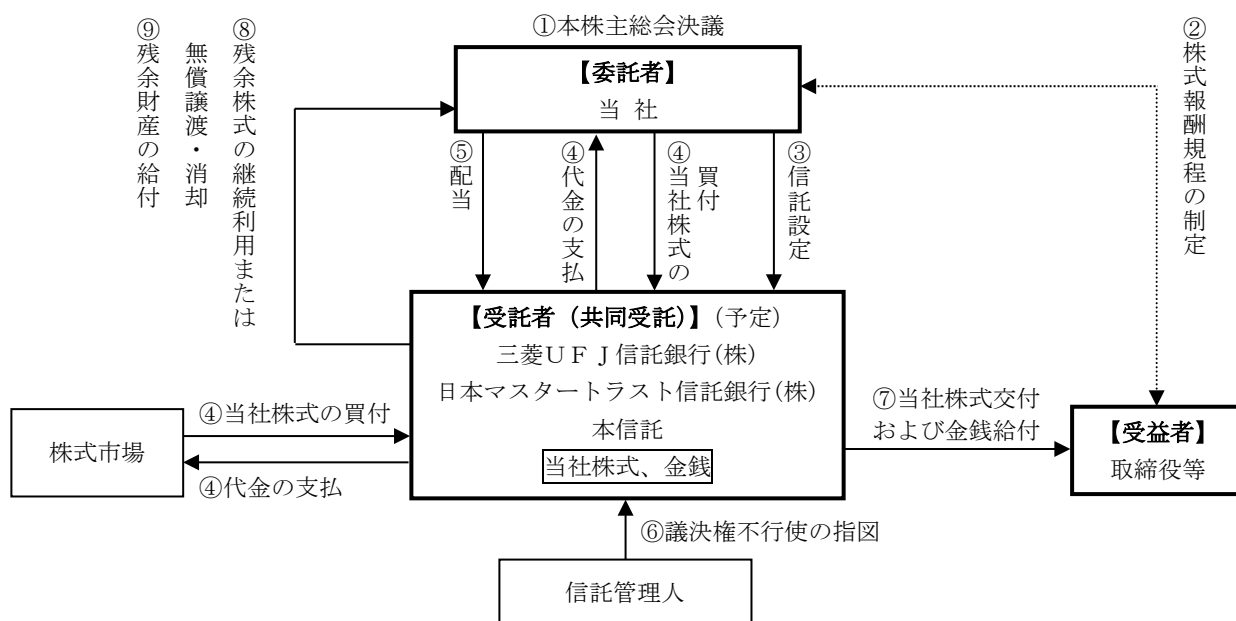 ①本株主総会決議
⑨残余財産の給付
⑧残余株式の継続利用または
無償譲渡・消却
②株式報酬規程の制定
【委託者】
当 社
⑤配当
④代金の支払
④当社株式の
買付
③信託設定
【受託者（共同受託）】(予定)
三菱ＵＦＪ信託銀行(株)
日本マスタートラスト信託銀行(株)
本信託
当社株式、金銭
④当社株式の買付
株式市場
④代金の支払
⑦当社株式交付
および金銭給付
【受益者】
取締役等
⑥議決権不行使の指図
信託管理人